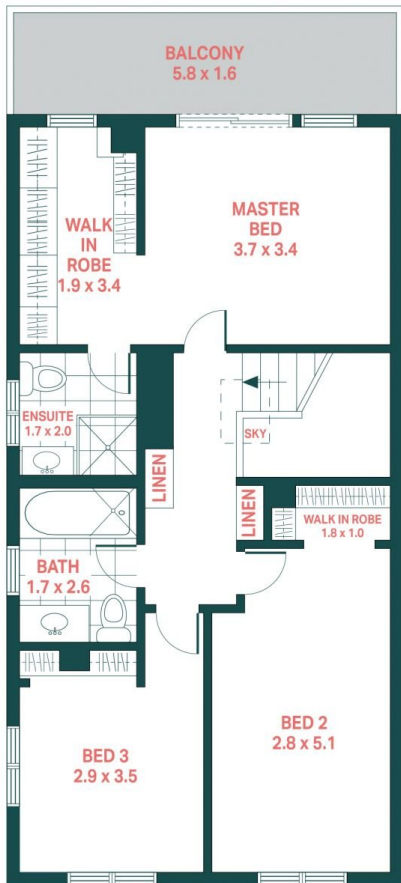 BALCONY
5.8 x 1.6
WALK
IN
ROBE
1.9 x 3.4
MASTER
BED
3.7 x 3.4
ENSUITE
1.7 x 2.0
SKY
LINEN
LINEN
WALK IN ROBE
1.8 x 1.0
BATH
1.7 x 2.6
BED 3
2.9 x 3.5
BED 2
2.8 x 5.1